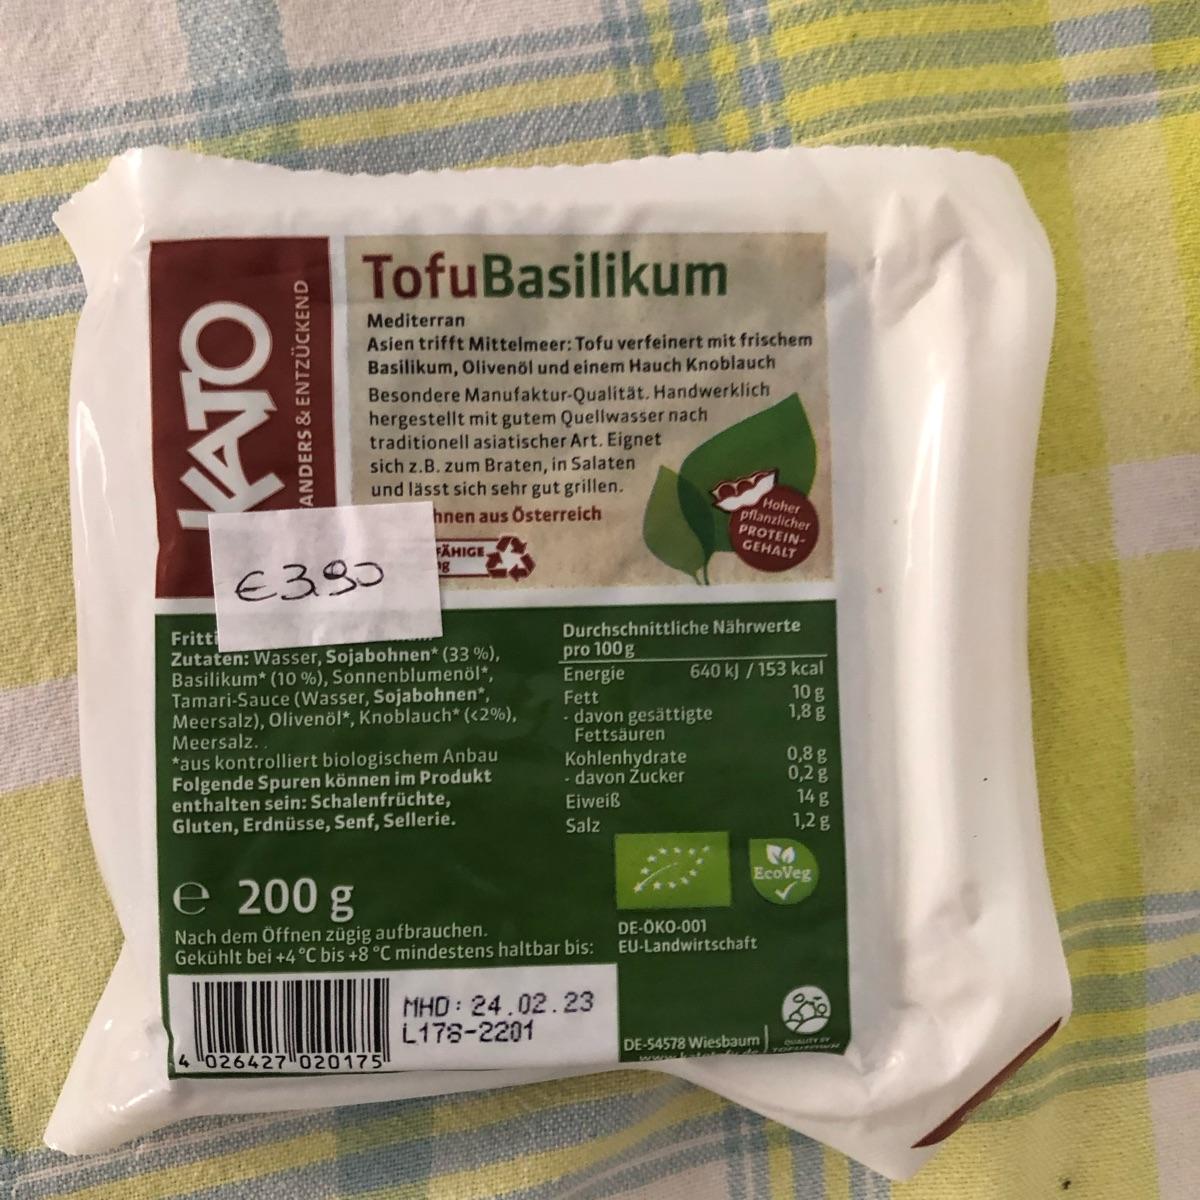 KATO
ANDERS & ENTZÜCKEND
TofuBasilikum
Mediterran
Asien trifft Mittelmeer: Tofu verfeinert mit frischem
Basilikum, Olivenöl und einem Hauch Knoblauch
Besondere Manufaktur-Qualität. Handwerklich
hergestellt mit gutem Quellwasser nach
traditionell asiatischer Art. Eignet
sich z.B. zum Braten, in Salaten
und lässt sich sehr gut grillen.
aus Österreich
Hoher
pflanzlicher
PROTEIN-
GEHALT
€3.90
Zutaten: Wasser, Sojabohnen* (33 %),
Basilikum* (10 %), Sonnenblumenöl*,
Tamari-Sauce (Wasser, Sojabohnen*,
Meersalz), Olivenöl*, Knoblauch* (<2%),
Meersalz. .
*aus kontrolliert biologischem Anbau
Folgende Spuren können im Produkt
enthalten sein: Schalenfrüchte,
Gluten, Erdnüsse, Senf, Sellerie.
Durchschnittliche Nährwerte
pro 100 g
Energie 640 kJ / 153 kcal
Fett 10 g
- davon gesättigte 1,8 g
Fettsäuren
Kohlenhydrate 0,8 g
- davon Zucker 0,2 g
Eiweiß 14 g
Salz 1,2 g
e 200 g
Nach dem Öffnen zügig aufbrauchen.
Gekühlt bei +4 °C bis +8 °C mindestens haltbar bis:
EcoVeg
DE-ÖKO-001
EU-Landwirtschaft
MHD: 24.02.23
L178-2201
4 026427 020175
DE-54578 Wiesbaum
QUALITY BY
TOFUTOWN